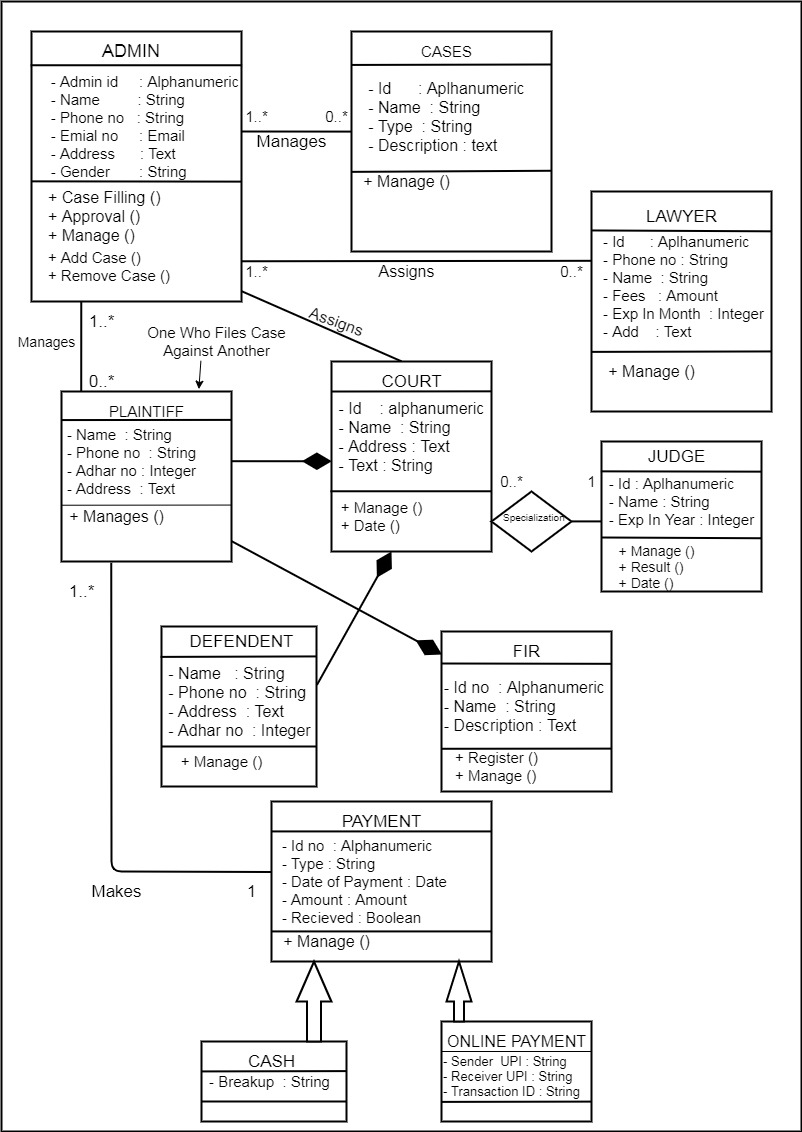 ADMIN
- Admin id : Alphanumeric
- Name : String
- Phone no : String
- Emial no : Email
- Address : Text
- Gender : String
+ Case Filling ()
+ Approval ()
+ Manage ()
+ Add Case ()
+ Remove Case ()
1..*
0..*
Manages
CASES
- Id : Aplhanumeric
- Name : String
- Type : String
- Description : text
+ Manage ()
1..*
0..*
Assigns
LAWYER
- Id : Aplhanumeric
- Phone no : String
- Name : String
- Fees : Amount
- Exp In Month : Integer
- Add : Text
+ Manage ()
Assigns
1..*
Manages
0..*
One Who Files Case
Against Another
PLAINTIFF
- Name : String
- Phone no : String
- Adhar no : Integer
- Address : Text
+ Manages ()
COURT
- Id : alphanumeric
- Name : String
- Address : Text
- Text : String
+ Manage ()
+ Date ()
0..*
1
Specialization
JUDGE
- Id : Aplhanumeric
- Name : String
- Exp In Year : Integer
+ Manage ()
+ Result ()
+ Date ()
1..*
DEFENDENT
- Name : String
- Phone no : String
- Address : Text
- Adhar no : Integer
+ Manage ()
FIR
- Id no : Alphanumeric
- Name : String
- Description : Text
+ Register ()
+ Manage ()
Makes
1
PAYMENT
- Id no : Alphanumeric
- Type : String
- Date of Payment : Date
- Amount : Amount
- Recieved : Boolean
+ Manage ()
CASH
- Breakup : String
ONLINE PAYMENT
- Sender UPI : String
- Receiver UPI : String
- Transaction ID : String